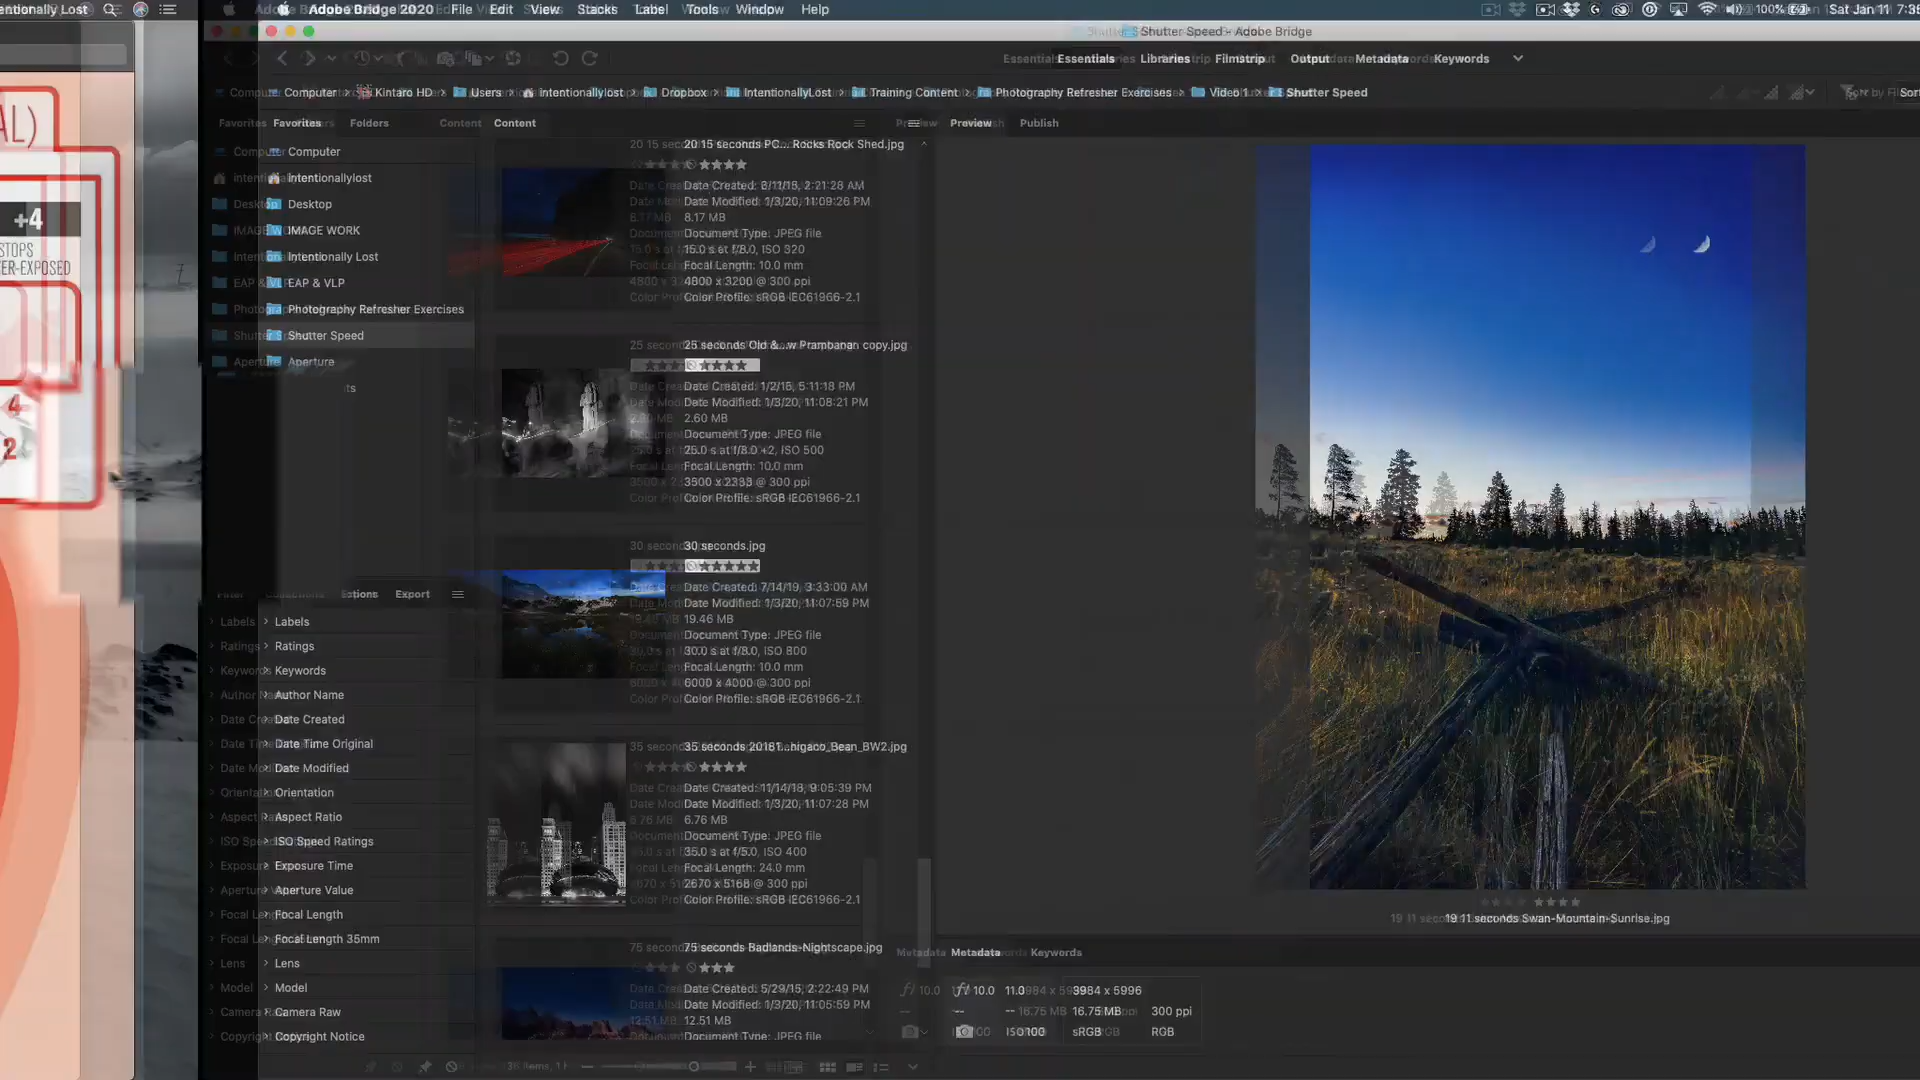 entionally Lost
Adobe Bridge 2020 File Edit View Stacks Label Tools Window Help
100% Sat Jan 11 7:3
Shutter Speed - Adobe Bridge
Essentials Libraries Filmstrip Output Metadata Keywords
Computer Kintaro HD Users intentionallylost Dropbox Intentionally Lost Training Content Photography Refresher Exercises Video 1 Shutter Speed
Sort by
Favorites Folders
Content
Preview Publish
Computer
intentionallylost
Desktop
IMAGE WORK
Intentionally Lost
EAP & VLP
Photography Refresher Exercises
Shutter Speed
Aperture
AL)
+4
STOPS
ER-EXPOSED
4
2
20 15 seconds PC... Rocks Rock Shed.jpg
Date Created: 2:21:28 AM
Date Modified: 1/3/20, 11:09:26 PM
8.17 MB
Document Type: JPEG file
15.0 s at f/8.0, ISO 320
Focal Length: 10.0 mm
4800 x 3200 @ 300 ppi
Color Profile: sRGB IEC61966-2.1
25 seconds Prambanan copy.jpg
Date Created: 1/2/15, 5:11:18 PM
Date Modified: 1/3/20, 11:08:21 PM
2.60 MB
Document Type: JPEG file
25.0 s at f/8.0 +2, ISO 500
Focal Length: 10.0 mm
3500 x 2333 @ 300 ppi
Color Profile: sRGB IEC61966-2.1
30 seconds.jpg
Date Created: 7/14/19, 3:33:00 AM
Date Modified: 1/3/20, 11:07:59 PM
19.46 MB
Document Type: JPEG file
30.0 s at ISO 800
Focal Length: 10.0 mm
6000 x 4000 @ 300 ppi
Color Profile: sRGB IEC61966-2.1
35 seconds Bean_BW2.jpg
Date Created: 11/14/18, 9:05:39 PM
Date Modified: 1/3/20, 11:07:28 PM
6.76 MB
Document Type: JPEG file
35.0 s at f/5.0, ISO 400
Focal Length: 24.0 mm
2670 x 5168 @ 300 ppi
Color Profile: sRGB IEC61966-2.1
75 seconds Badlands-Nightscape.jpg
Date Created: 5/29/15, 2:22:49 PM
Date Modified: 1/3/20, 11:05:59 PM
12.51 MB
Document Type: JPEG file
Export
Labels
Ratings
Keywords
Author Name
Date Created
Date Time Original
Date Modified
Orientation
Aspect Ratio
ISO Speed Ratings
Exposure Time
Aperture Value
Focal Length
Focal Length 35mm
Lens
Model
Camera Raw
Copyright Notice
19 11 seconds Swan-Mountain-Sunrise.jpg
Metadata Keywords
f/ 10.0 11.0 3984 x 5996
-- -- 16.75 MB 300 ppi
ISO100 sRGB RGB